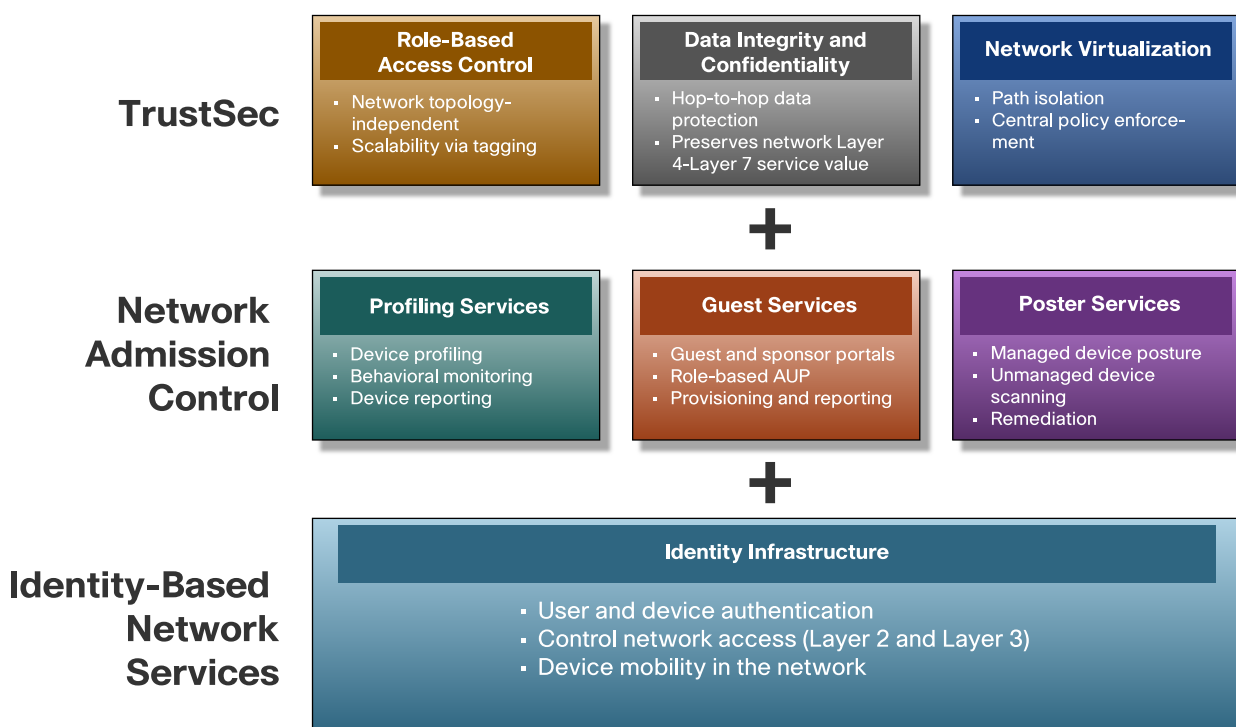 TrustSec
Role-Based
Access Control
▪ Network topology-
independent
▪ Scalability via tagging
Data Integrity and
Confidentiality
▪ Hop-to-hop data
protection
▪ Preserves network Layer
4-Layer 7 service value
Network Virtualization
▪ Path isolation
▪ Central policy enforce-
ment
+
Network
Admission
Control
Profiling Services
▪ Device profiling
▪ Behavioral monitoring
▪ Device reporting
Guest Services
▪ Guest and sponsor portals
▪ Role-based AUP
▪ Provisioning and reporting
Poster Services
▪ Managed device posture
▪ Unmanaged device
scanning
▪ Remediation
+
Identity-Based
Network
Services
Identity Infrastructure
▪ User and device authentication
▪ Control network access (Layer 2 and Layer 3)
▪ Device mobility in the network